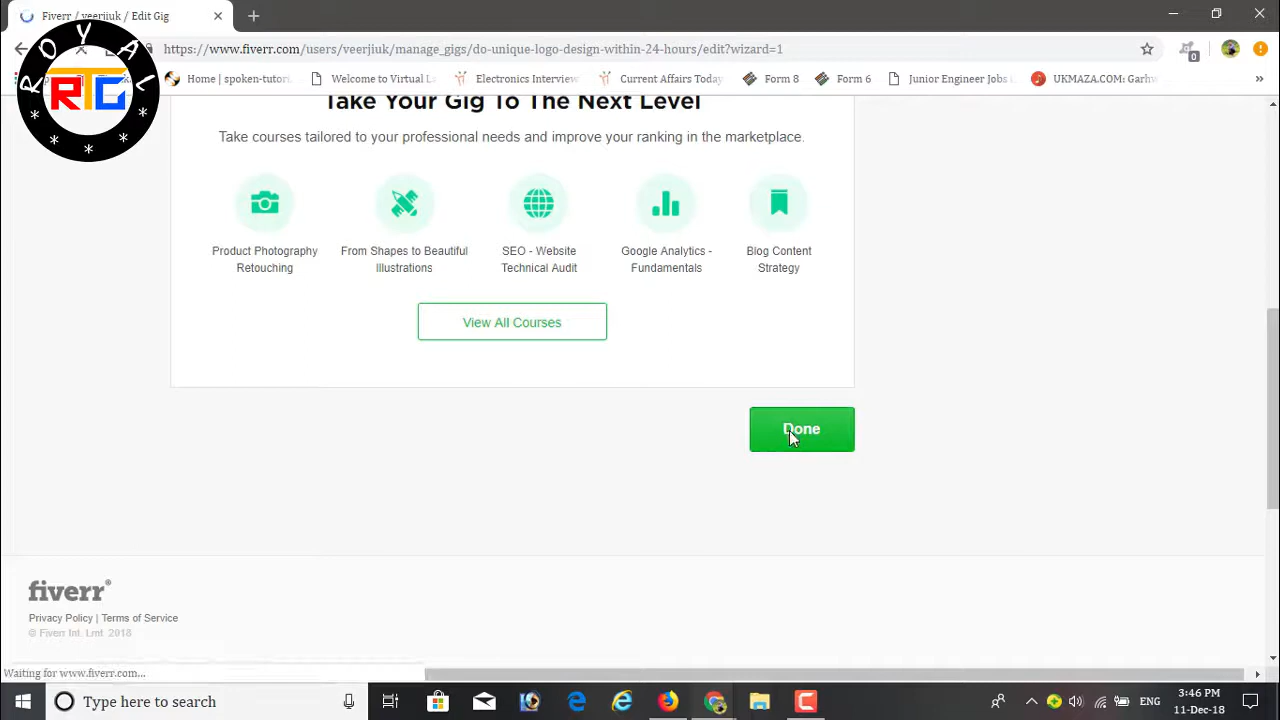 Fiverr / veerjiuk / Edit Gig
https://www.fiverr.com/users/veerjiuk/manage_gigs/do-unique-logo-design-within-24-hours/edit?wizard=1
0
ROYAL
RTG
Home | spoken-tutori
Welcome to Virtual La
Electronics Interview
Current Affairs Today
Form 8
Form 6
Junior Engineer Jobs
UKMAZA.COM: Garhw
»
Take Your Gig To The Next Level
Take courses tailored to your professional needs and improve your ranking in the marketplace.
Product Photography
Retouching
From Shapes to Beautiful
Illustrations
SEO - Website
Technical Audit
Google Analytics -
Fundamentals
Blog Content
Strategy
View All Courses
Done
fiverr®
Privacy Policy | Terms of Service
© Fiverr Int. Lmt. 2018
Waiting for www.fiverr.com...
Type here to search
ENG
3:46 PM
11-Dec-18